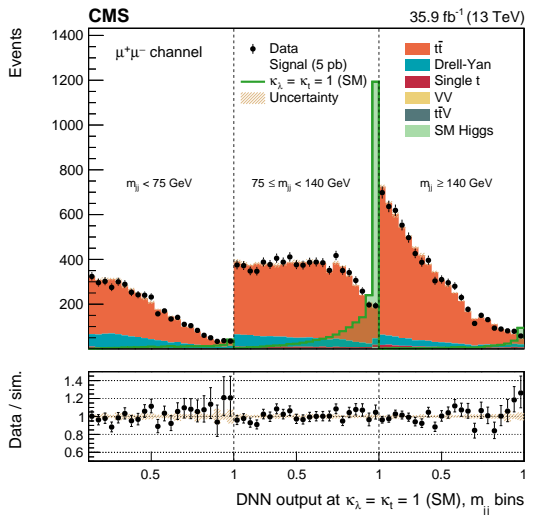 CMS 35.9 fb⁻¹ (13 TeV)
Events
μ⁺μ⁻ channel
Data
Signal (5 pb)
κ_λ = κ_t = 1 (SM)
Uncertainty
tt̄
Drell-Yan
Single t
VV
tt̄V
SM Higgs
m_jj < 75 GeV
75 ≤ m_jj < 140 GeV
m_jj ≥ 140 GeV
1400
1200
1000
800
600
400
200
Data / sim.
1.4
1.2
1.0
0.8
0.6
0.5 1 0.5 1 0.5 1
DNN output at κ_λ = κ_t = 1 (SM), m_jj bins